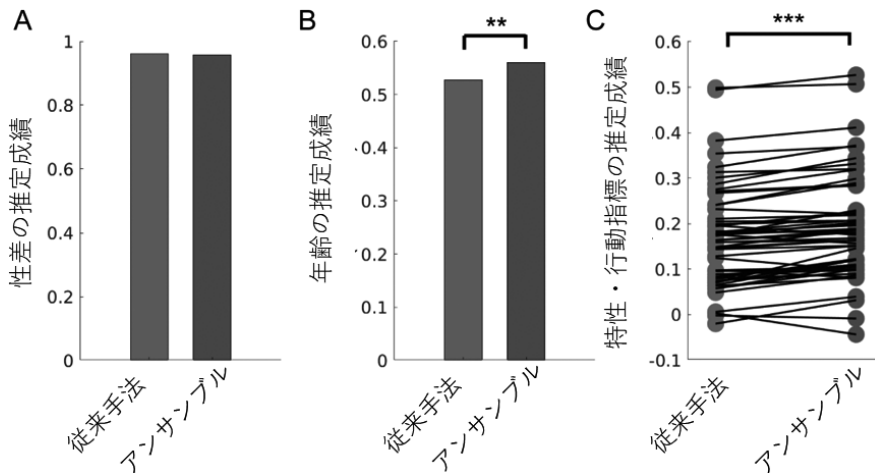 A
性差の推定成績
1
0.8
0.6
0.4
0.2
0
従来手法
アンサンブル
B
**
年齢の推定成績
0.6
0.5
0.4
0.3
0.2
0.1
0
従来手法
アンサンブル
C
***
特性・行動指標の推定成績
0.6
0.5
0.4
0.3
0.2
0.1
0
-0.1
従来手法
アンサンブル